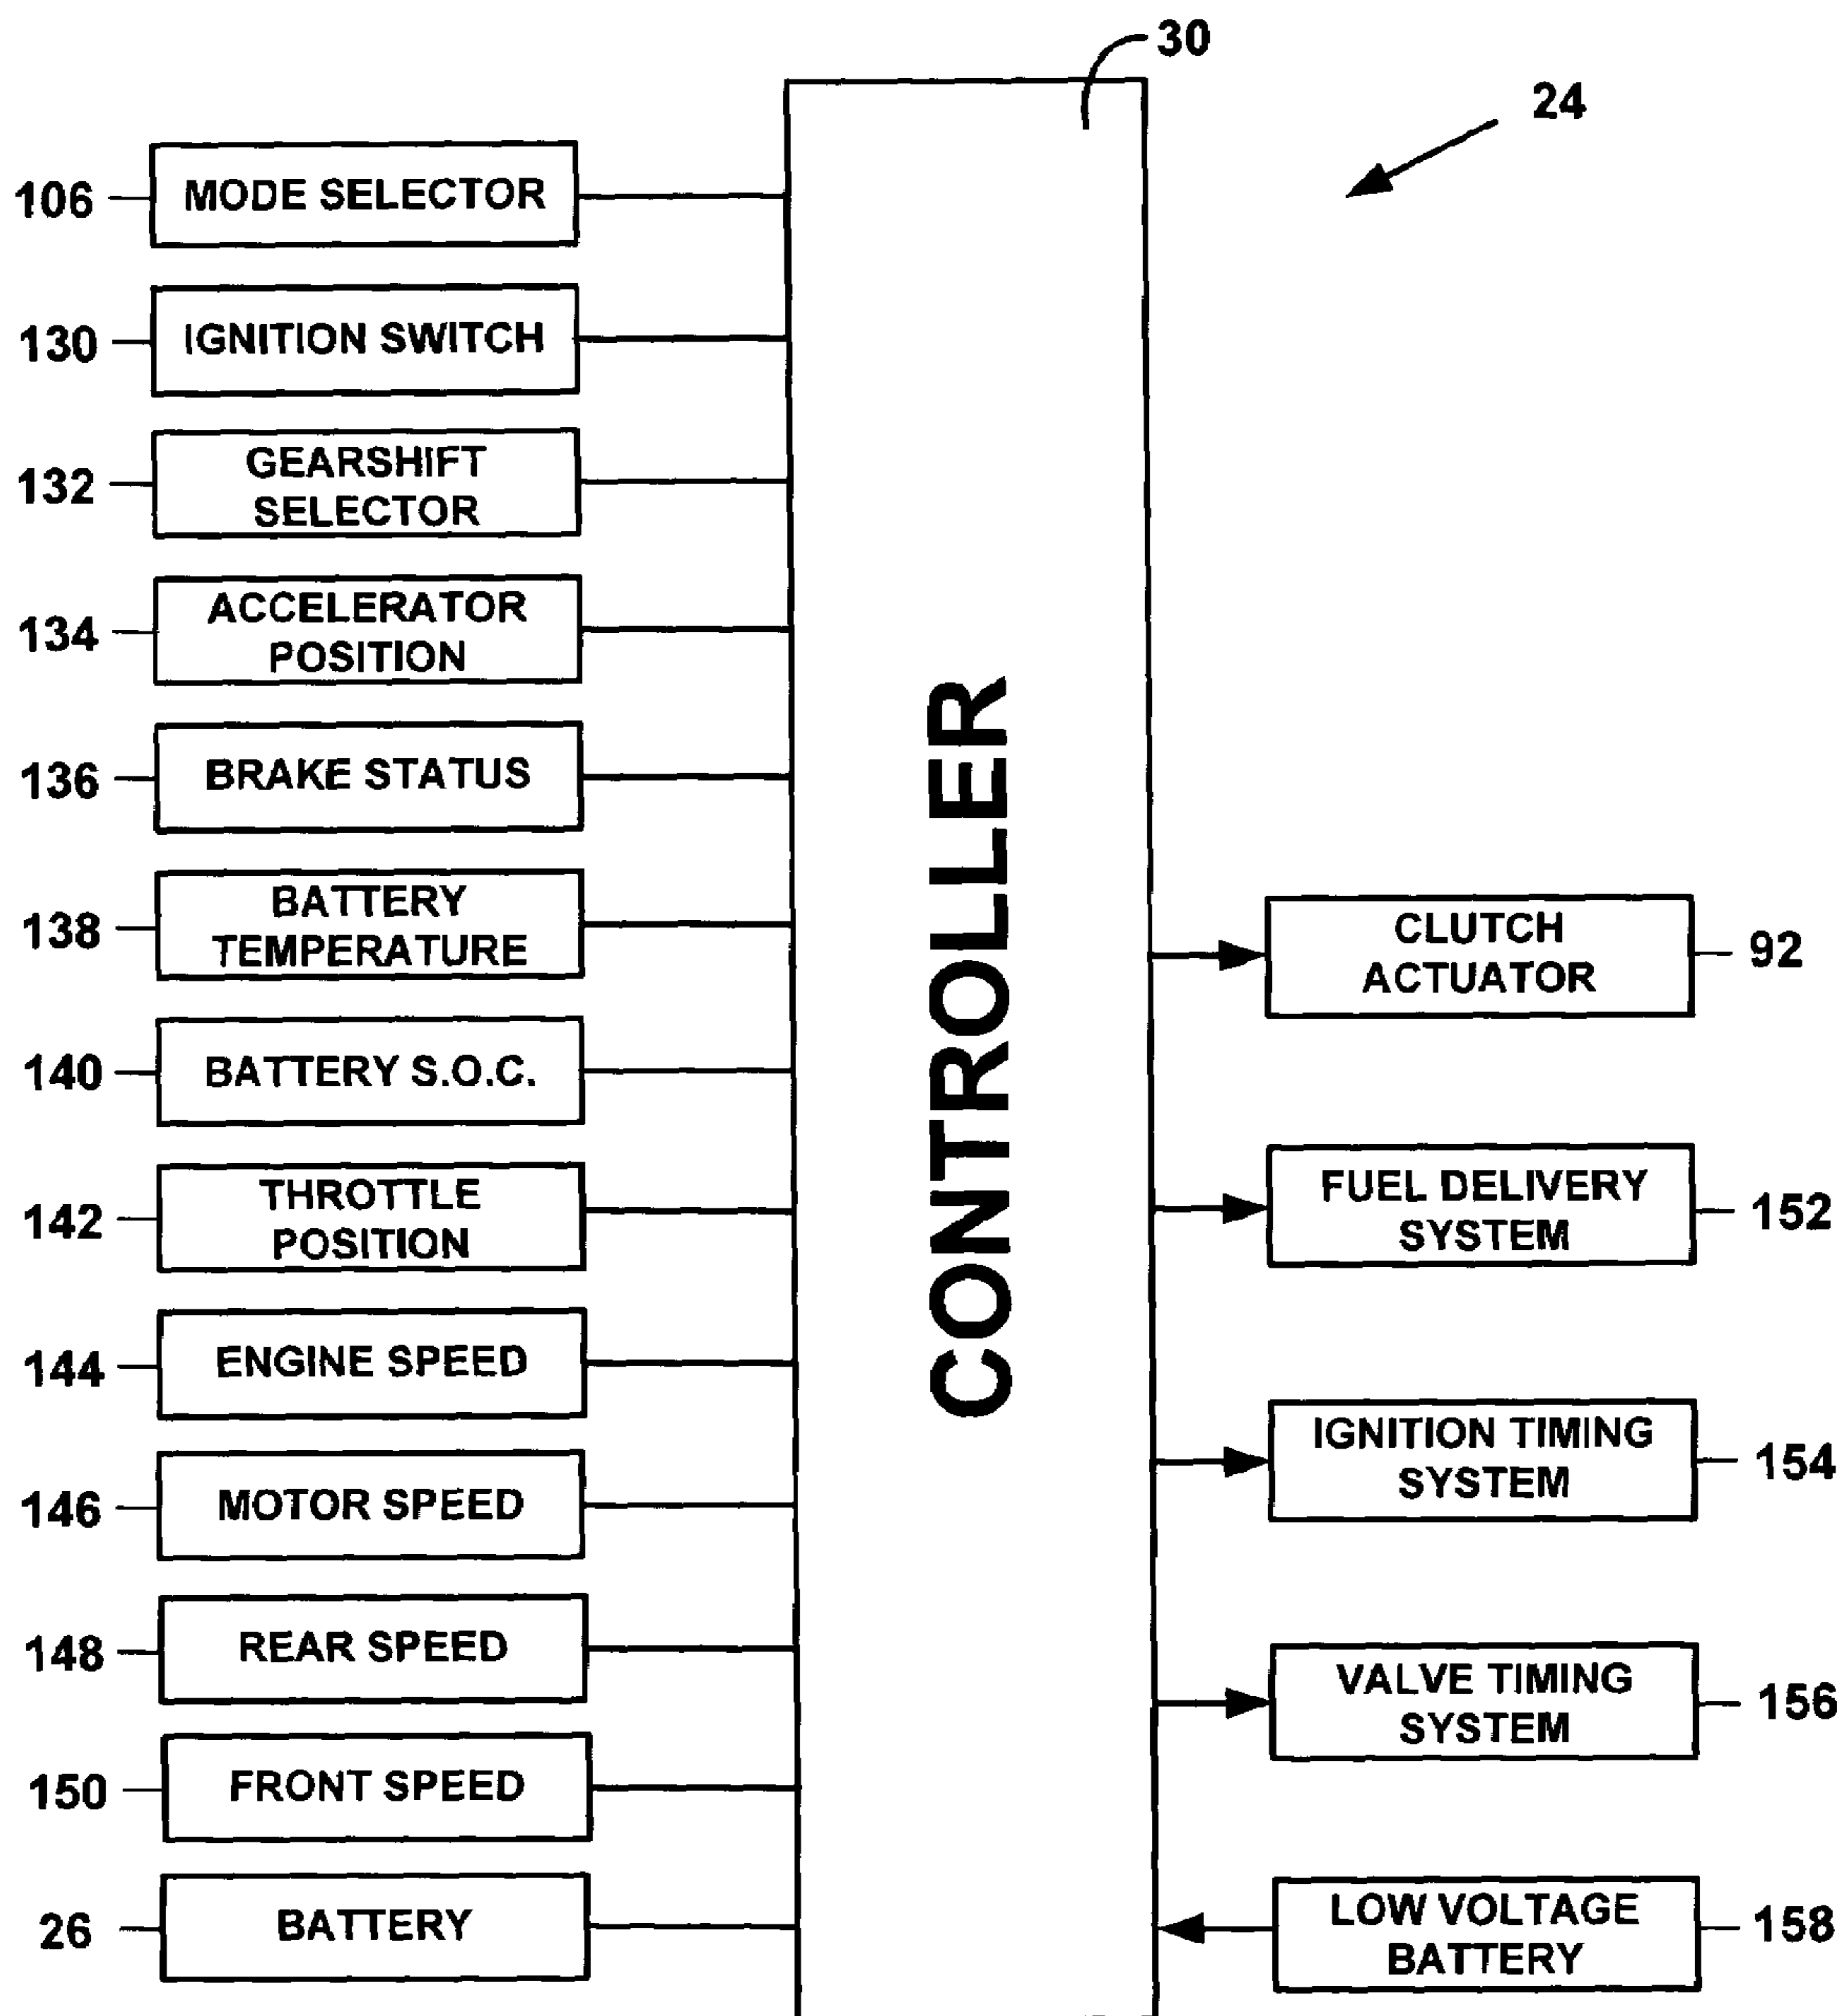 30
24
106 MODE SELECTOR
130 IGNITION SWITCH
132 GEARSHIFT
SELECTOR
134 ACCELERATOR
POSITION
136 BRAKE STATUS
138 BATTERY
TEMPERATURE
140 BATTERY S.O.C.
142 THROTTLE
POSITION
144 ENGINE SPEED
146 MOTOR SPEED
148 REAR SPEED
150 FRONT SPEED
26 BATTERY
CONTROLLER
CLUTCH
ACTUATOR 92
FUEL DELIVERY
SYSTEM 152
IGNITION TIMING
SYSTEM 154
VALVE TIMING
SYSTEM 156
LOW VOLTAGE
BATTERY 158